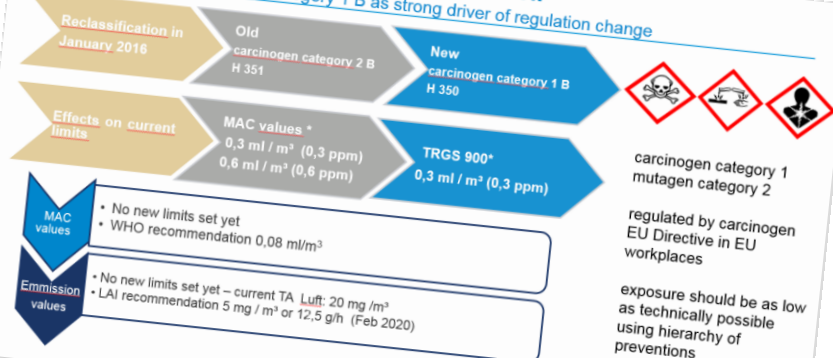 gory 1 B as strong driver of regulation change
Reclassification in
January 2016
Old
carcinogen category 2 B
H 351
New
carcinogen category 1 B
H 350
Effects on current
limits
MAC values *
0,3 ml / m³ (0,3 ppm)
0,6 ml / m³ (0,6 ppm)
TRGS 900*
0,3 ml / m³ (0,3 ppm)
carcinogen category 1
mutagen category 2
regulated by carcinogen
EU Directive in EU
workplaces
exposure should be as low
as technically possible
using hierarchy of
preventions
MAC
values
• No new limits set yet
• WHO recommendation 0,08 ml/m³
Emmission
values
• No new limits set yet – current TA Luft: 20 mg /m³
• LAI recommendation 5 mg / m³ or 12,5 g/h (Feb 2020)